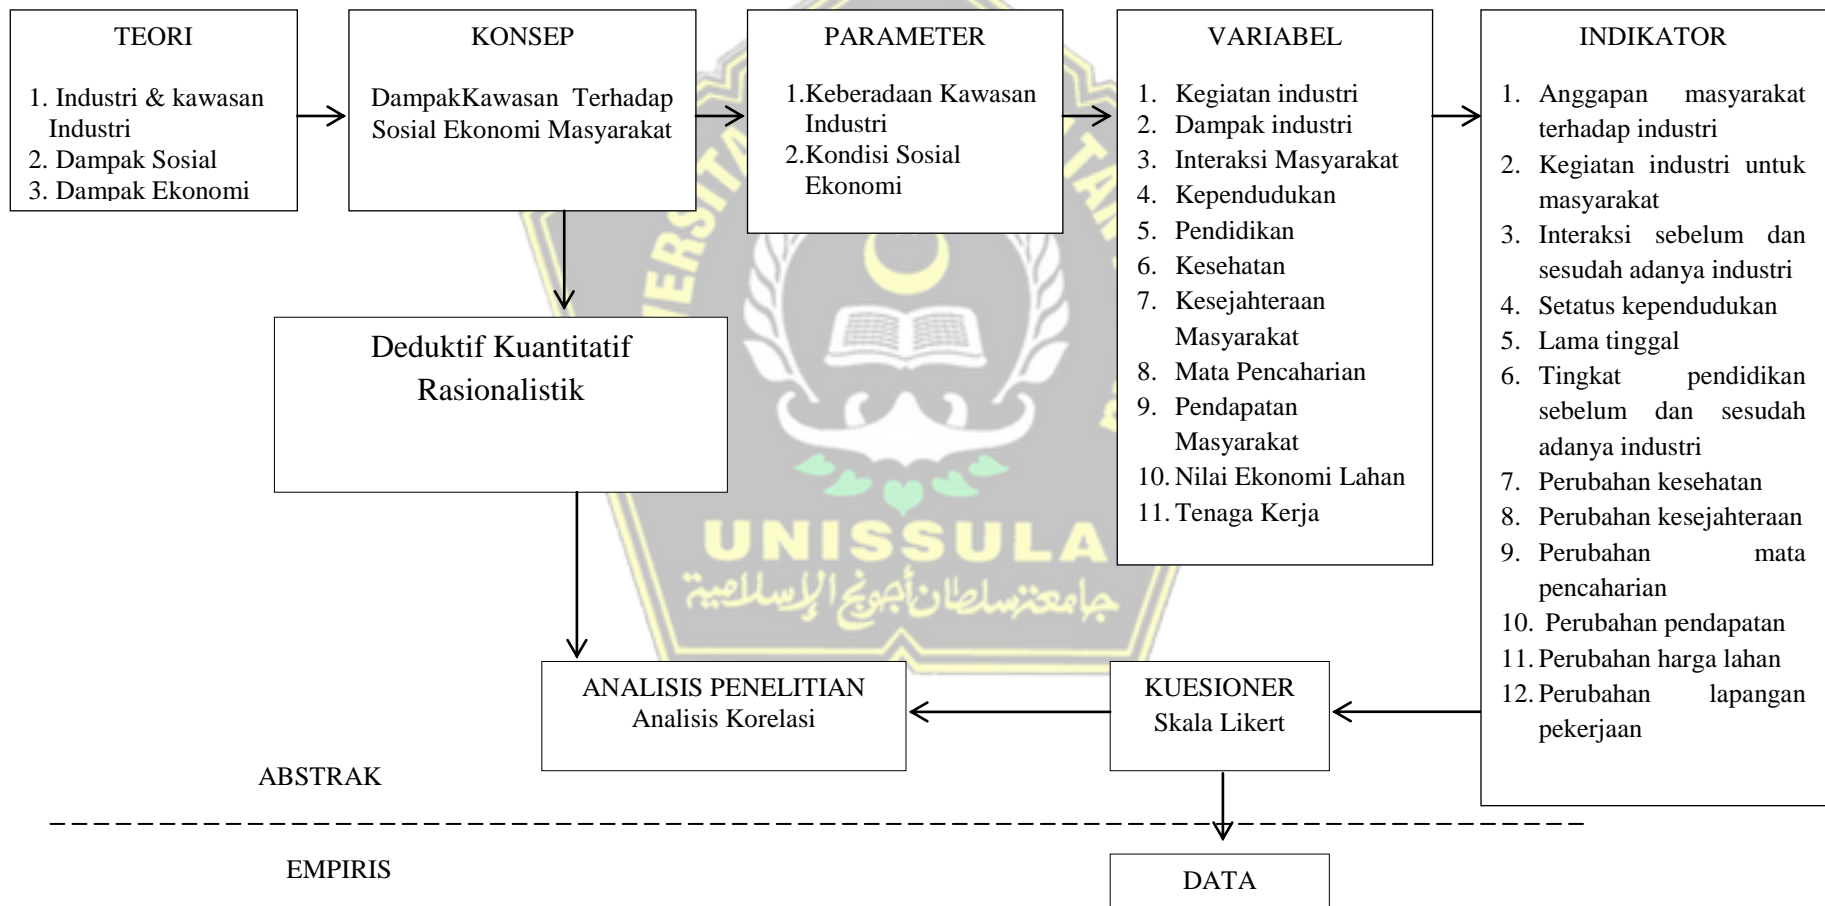 TEORI
1. Industri & kawasan
Industri
2. Dampak Sosial
3. Dampak Ekonomi
KONSEP
DampakKawasan Terhadap
Sosial Ekonomi Masyarakat
PARAMETER
1.Keberadaan Kawasan
Industri
2.Kondisi Sosial
Ekonomi
VARIABEL
1. Kegiatan industri
2. Dampak industri
3. Interaksi Masyarakat
4. Kependudukan
5. Pendidikan
6. Kesehatan
7. Kesejahteraan
Masyarakat
8. Mata Pencaharian
9. Pendapatan
Masyarakat
10. Nilai Ekonomi Lahan
11. Tenaga Kerja
INDIKATOR
1. Anggapan masyarakat
terhadap industri
2. Kegiatan industri untuk
masyarakat
3. Interaksi sebelum dan
sesudah adanya industri
4. Setatus kependudukan
5. Lama tinggal
6. Tingkat pendidikan
sebelum dan sesudah
adanya industri
7. Perubahan kesehatan
8. Perubahan kesejahteraan
9. Perubahan mata
pencaharian
10. Perubahan pendapatan
11. Perubahan harga lahan
12. Perubahan lapangan
pekerjaan
Deduktif Kuantitatif
Rasionalistik
UNISSULA
جامعة سلطان أجونج الإسلامية
ANALISIS PENELITIAN
Analisis Korelasi
KUESIONER
Skala Likert
ABSTRAK
EMPIRIS
DATA